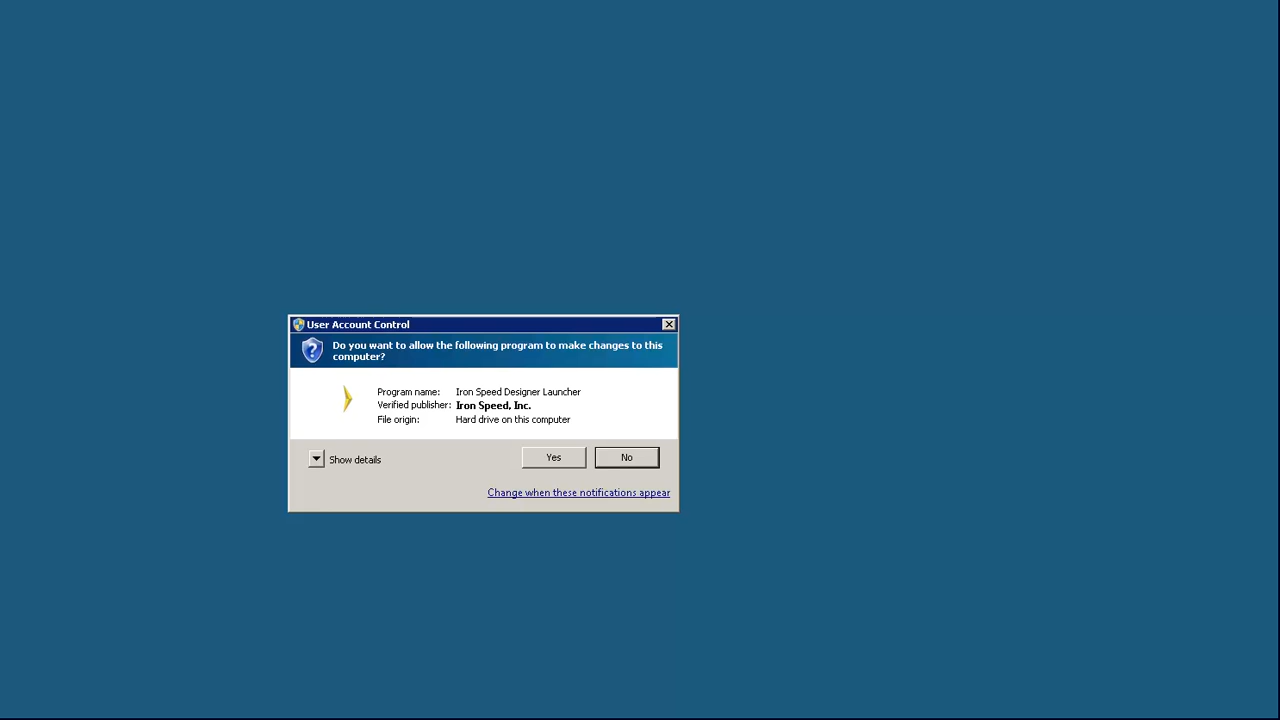 User Account Control
Do you want to allow the following program to make changes to this
computer?
Program name: Iron Speed Designer Launcher
Verified publisher: Iron Speed, Inc.
File origin: Hard drive on this computer
Show details
Yes
No
Change when these notifications appear